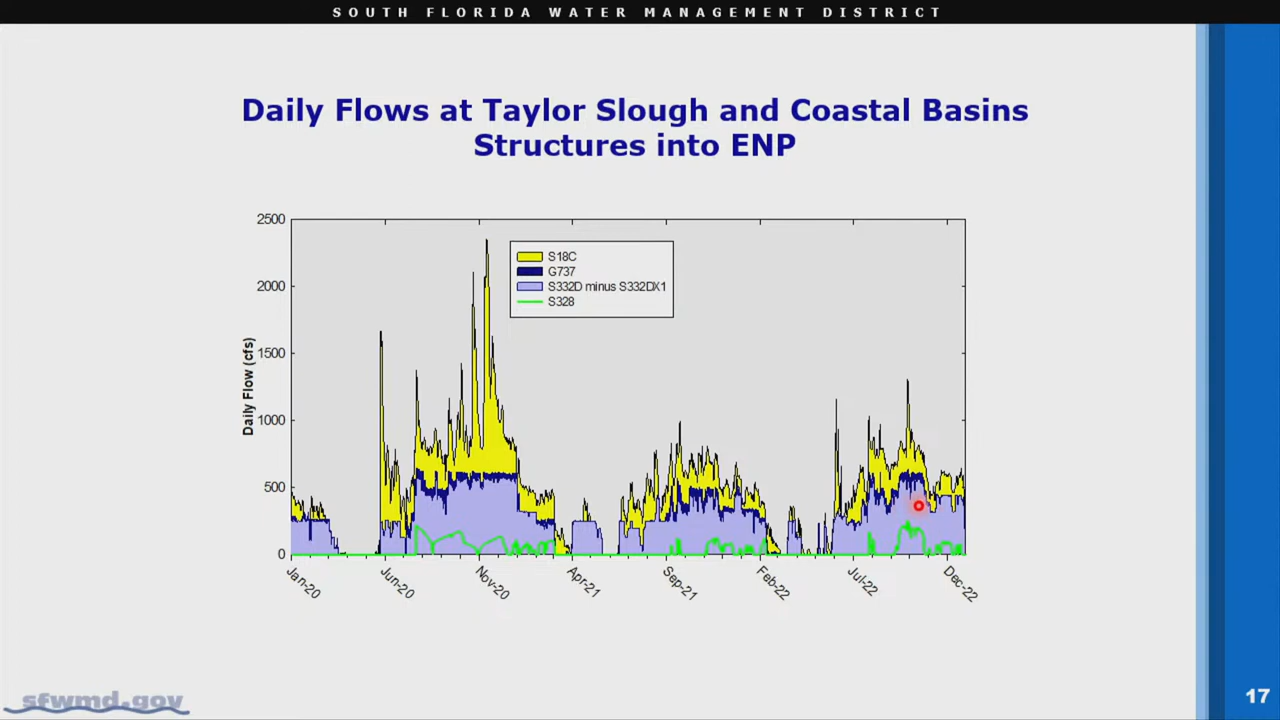 SOUTH FLORIDA WATER MANAGEMENT DISTRICT
Daily Flows at Taylor Slough and Coastal Basins
Structures into ENP
2500
2000
1500
1000
500
0
Daily Flow (cfs)
S18C
G737
S332D minus S332DX1
S328
Jan-20
Jun-20
Nov-20
Apr-21
Sep-21
Feb-22
Jul-22
Dec-22
sfwmd.gov
17